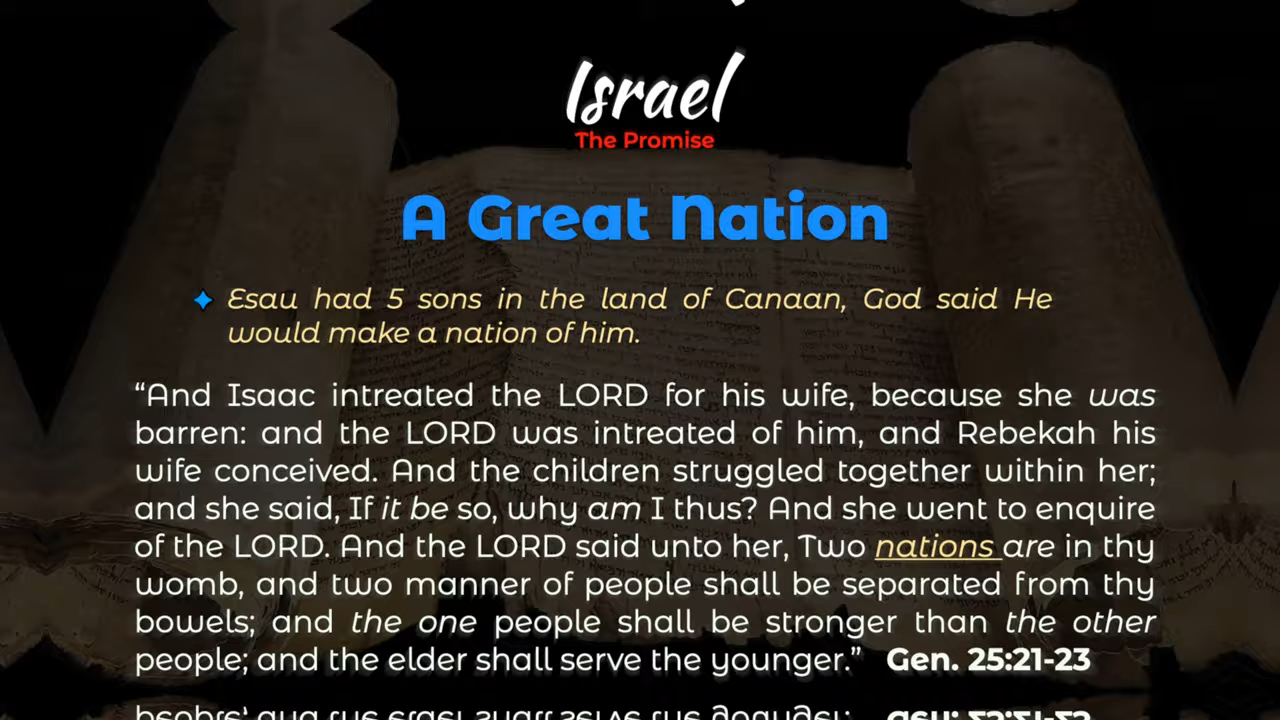 Israel
The Promise
A Great Nation
Esau had 5 sons in the land of Canaan, God said He
would make a nation of him.
“And Isaac intreated the LORD for his wife, because she was
barren: and the LORD was intreated of him, and Rebekah his
wife conceived. And the children struggled together within her;
and she said, If it be so, why am I thus? And she went to enquire
of the LORD. And the LORD said unto her, Two nations are in thy
womb, and two manner of people shall be separated from thy
bowels; and the one people shall be stronger than the other
people; and the elder shall serve the younger.” Gen. 25:21-23